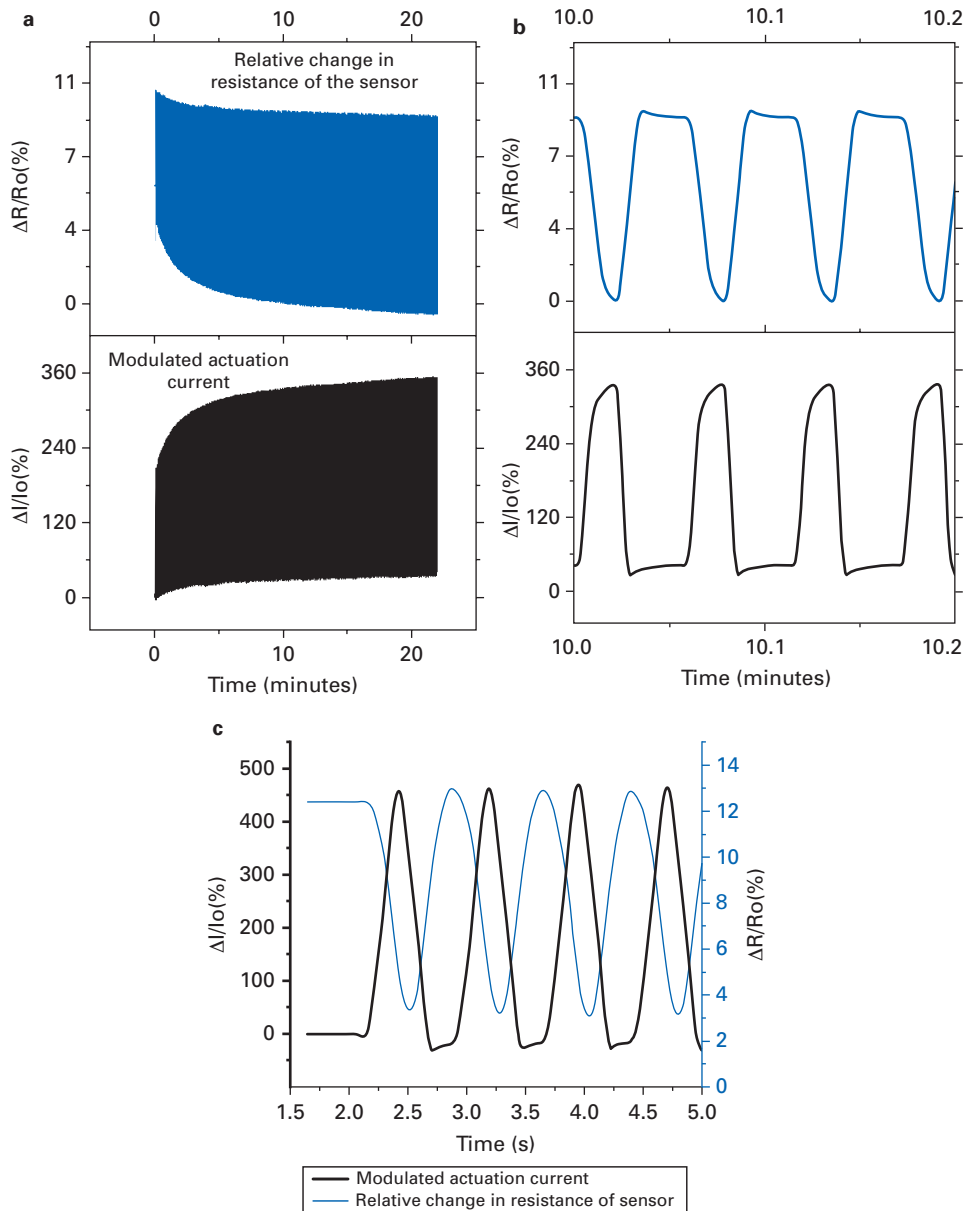 a
0
10
20
Relative change in
resistance of the sensor
11
7
4
0
ΔR/Ro(%)
Modulated actuation
current
360
240
120
0
ΔI/Io(%)
0
10
20
Time (minutes)
b
10.0
10.1
10.2
11
7
4
0
ΔR/Ro(%)
360
240
120
0
ΔI/Io(%)
10.0
10.1
10.2
Time (minutes)
c
500
400
300
200
100
0
ΔI/Io(%)
14
12
10
8
6
4
2
0
ΔR/Ro(%)
1.5
2.0
2.5
3.0
3.5
4.0
4.5
5.0
Time (s)
Modulated actuation current
Relative change in resistance of sensor